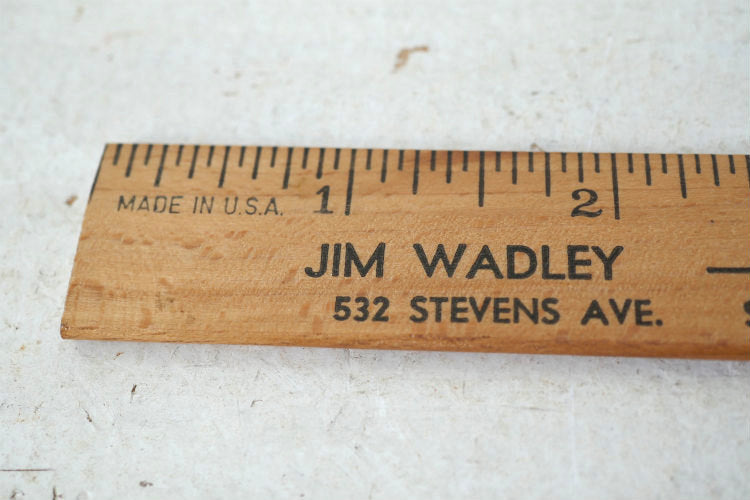 MADE IN U.S.A. 1 2
JIM WADLEY
532 STEVENS AVE.